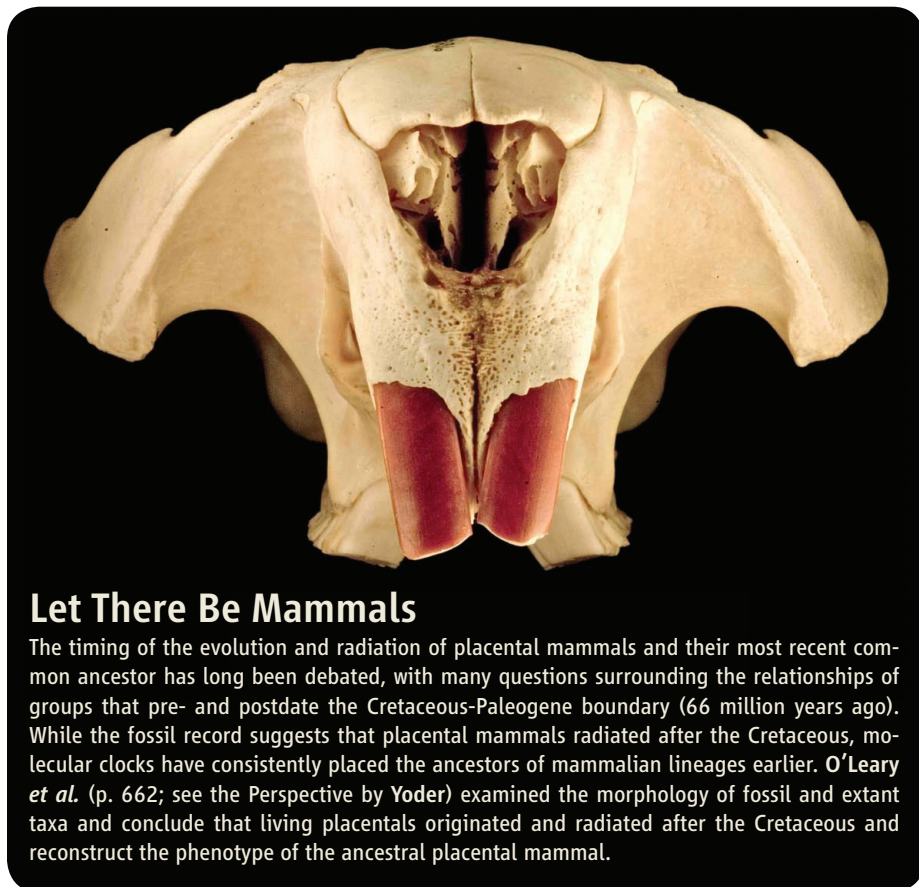 Let There Be Mammals
The timing of the evolution and radiation of placental mammals and their most recent com-
mon ancestor has long been debated, with many questions surrounding the relationships of
groups that pre- and postdate the Cretaceous-Paleogene boundary (66 million years ago).
While the fossil record suggests that placental mammals radiated after the Cretaceous, mo-
lecular clocks have consistently placed the ancestors of mammalian lineages earlier. O’Leary
et al. (p. 662; see the Perspective by Yoder) examined the morphology of fossil and extant
taxa and conclude that living placentals originated and radiated after the Cretaceous and
reconstruct the phenotype of the ancestral placental mammal.